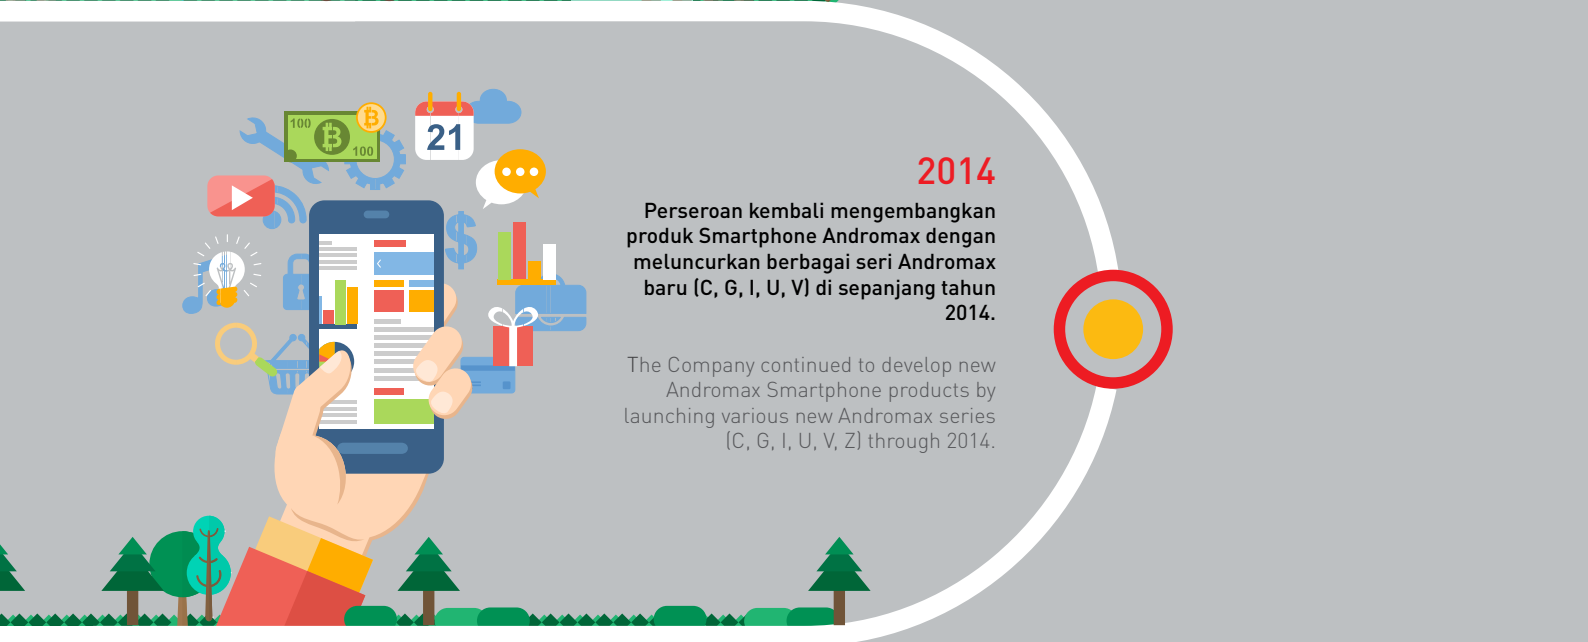 100
100
21
2014
Perseroan kembali mengembangkan
produk Smartphone Andromax dengan
meluncurkan berbagai seri Andromax
baru (C, G, I, U, V) di sepanjang tahun
2014.
The Company continued to develop new
Andromax Smartphone products by
launching various new Andromax series
(C, G, I, U, V, Z) through 2014.